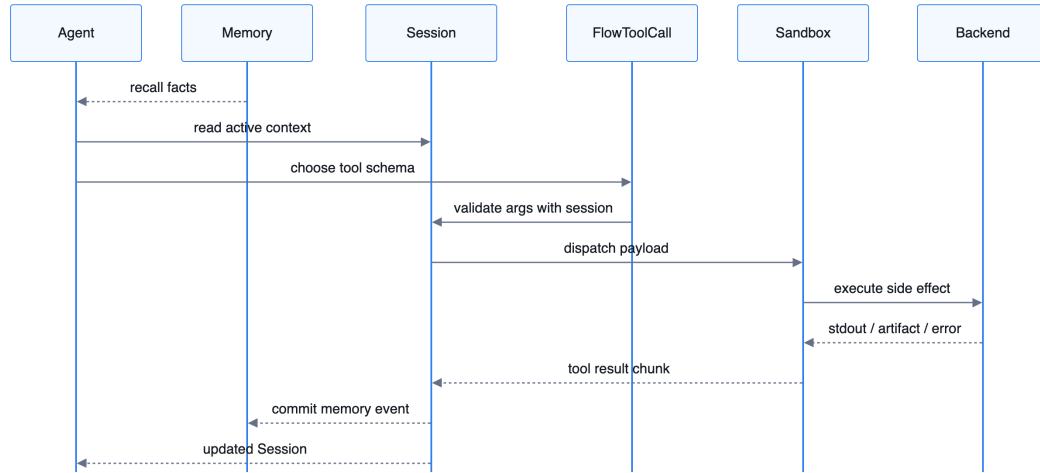 Agent
Memory
Session
FlowToolCall
Sandbox
Backend
recall facts
read active context
choose tool schema
validate args with session
dispatch payload
execute side effect
stdout / artifact / error
tool result chunk
commit memory event
updated Session